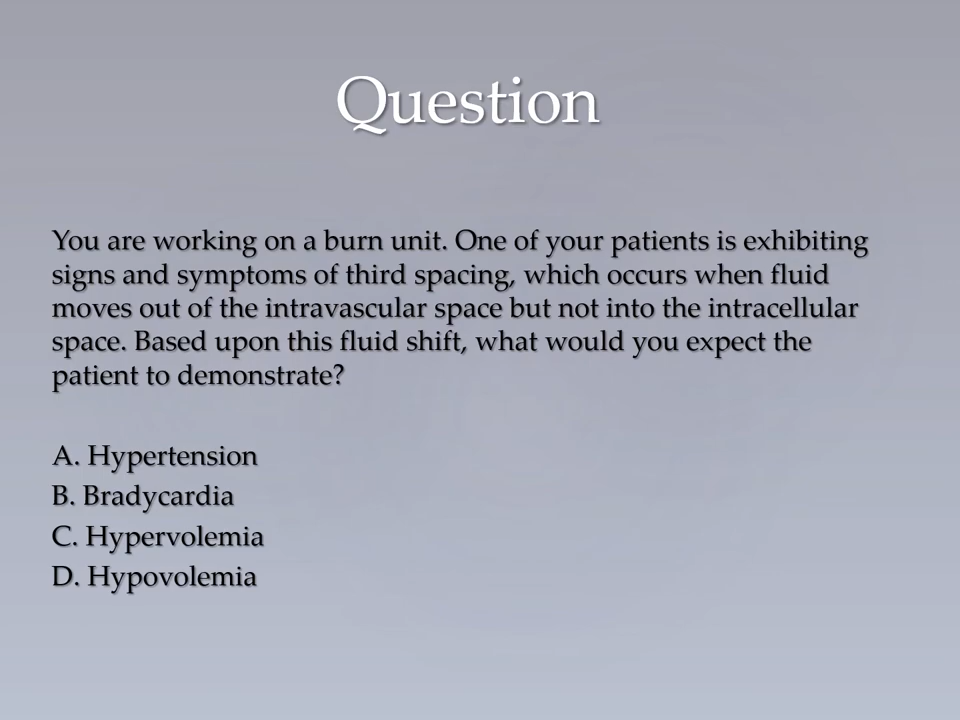 Question
You are working on a burn unit. One of your patients is exhibiting
signs and symptoms of third spacing, which occurs when fluid
moves out of the intravascular space but not into the intracellular
space. Based upon this fluid shift, what would you expect the
patient to demonstrate?
A. Hypertension
B. Bradycardia
C. Hypervolemia
D. Hypovolemia